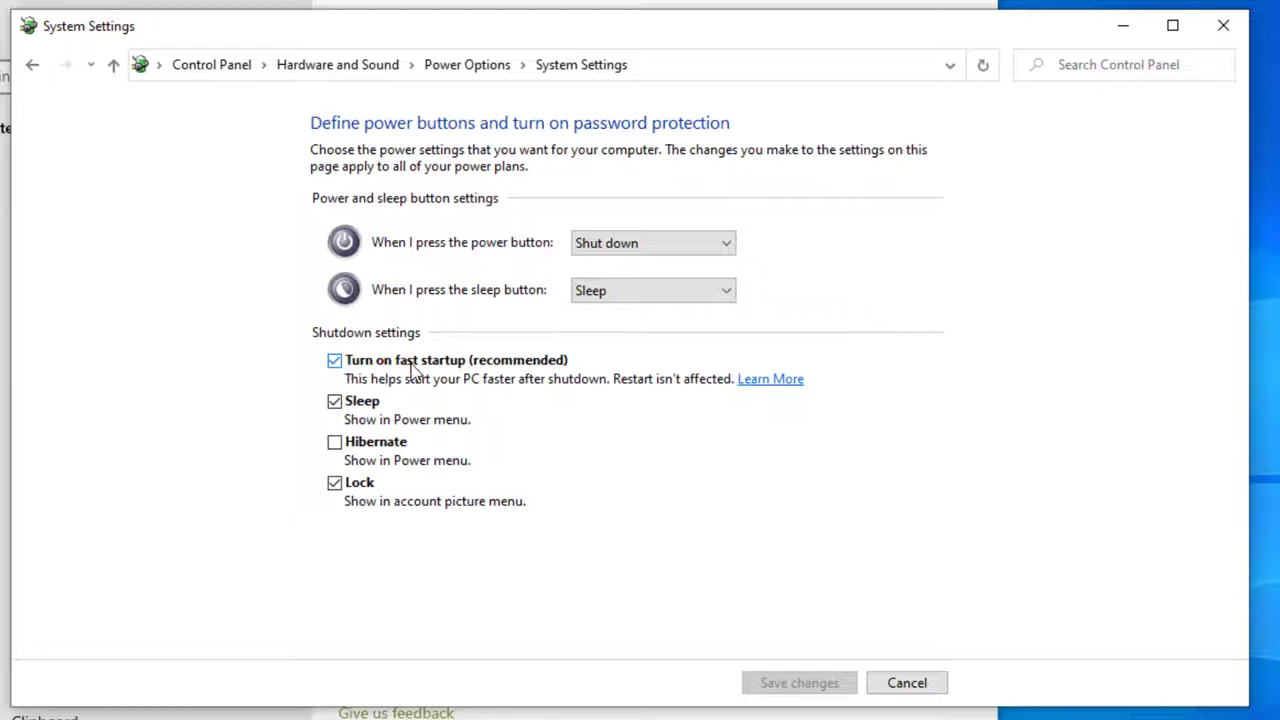 System Settings
Control Panel > Hardware and Sound > Power Options > System Settings
Search Control Panel
Define power buttons and turn on password protection
Choose the power settings that you want for your computer. The changes you make to the settings on this
page apply to all of your power plans.
Power and sleep button settings
When I press the power button: Shut down
When I press the sleep button: Sleep
Shutdown settings
Turn on fast startup (recommended)
This helps start your PC faster after shutdown. Restart isn't affected. Learn More
Sleep
Show in Power menu.
Hibernate
Show in Power menu.
Lock
Show in account picture menu.
Save changes
Cancel
Give us feedback
Clipboard